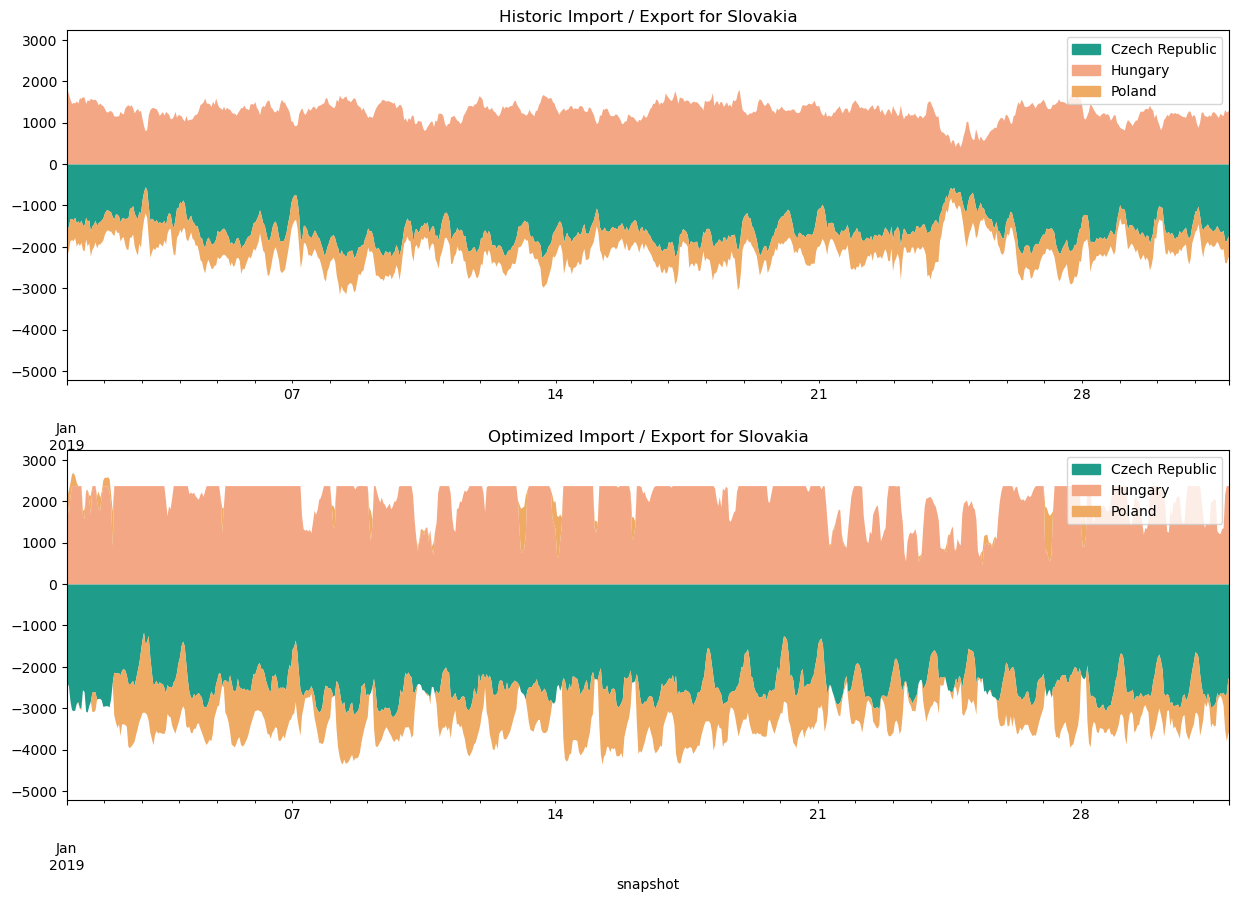 Historic Import / Export for Slovakia
3000
2000
1000
0
−1000
−2000
−3000
−4000
−5000
Czech Republic
Hungary
Poland
07
14
21
28
Jan
2019
Optimized Import / Export for Slovakia
3000
2000
1000
0
−1000
−2000
−3000
−4000
−5000
Czech Republic
Hungary
Poland
07
14
21
28
Jan
2019
snapshot